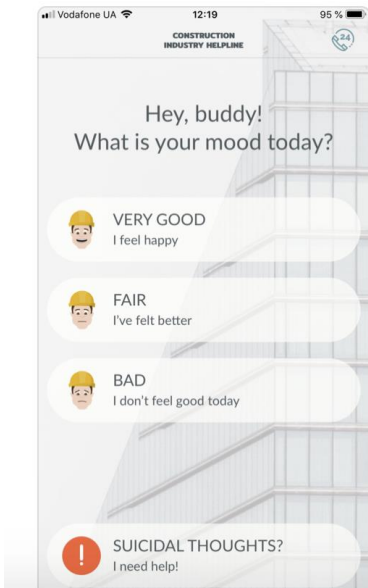 Vodafone UA 12:19 95 %
CONSTRUCTION
INDUSTRY HELPLINE
24
Hey, buddy!
What is your mood today?
VERY GOOD
I feel happy
FAIR
I've felt better
BAD
I don't feel good today
!
SUICIDAL THOUGHTS?
I need help!